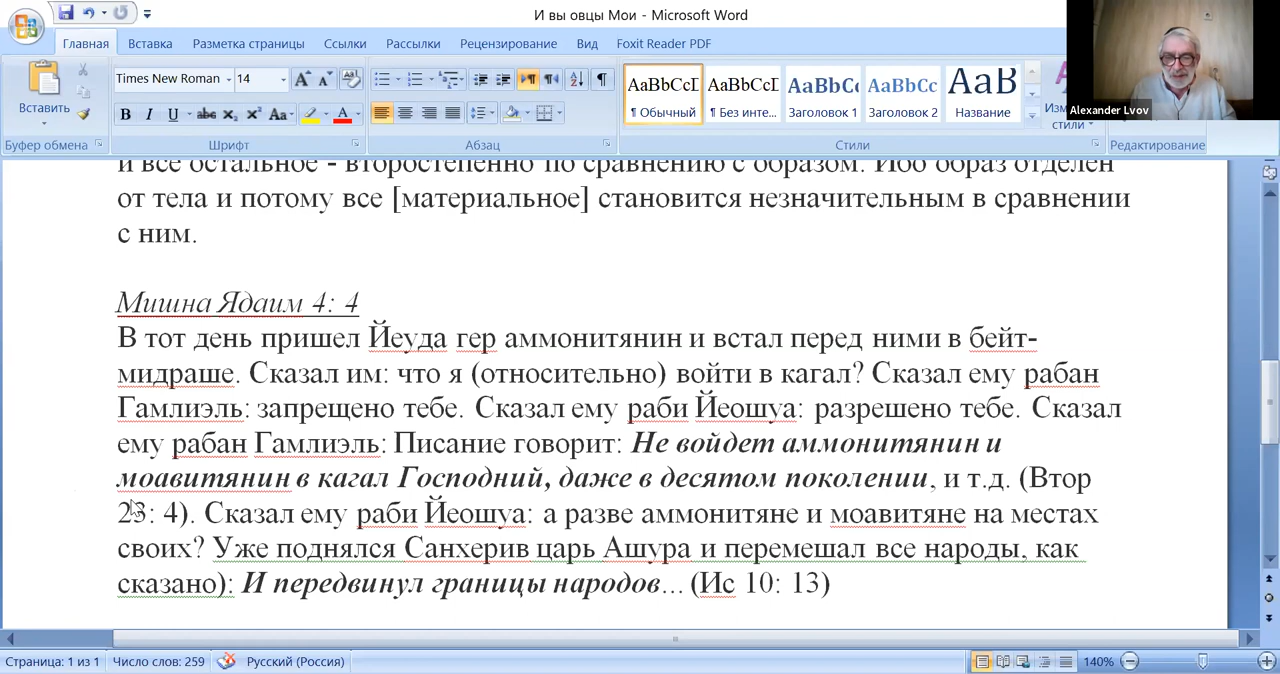 И вы овцы Мои - Microsoft Word
Главная Вставка Разметка страницы Ссылки Рассылки Рецензирование Вид Foxit Reader PDF
Вставить
Times New Roman 14
AaBbCcI AaBbCcI AaBbCc AaBbCc AaB
¶ Обычный ¶ Без инте... Заголовок 1 Заголовок 2 Название
стили
Буфер обмена Шрифт Абзац Стили Редактирование
Alexander Lvov
и все остальное - второстепенно по сравнению с образом. Ибо образ отделен
от тела и потому все [материальное] становится незначительным в сравнении
с ним.
Мишна Ядаим 4: 4
В тот день пришел Йеуда гер аммонитянин и встал перед ними в бейт-
мидраше. Сказал им: что я (относительно) войти в кагал? Сказал ему рабан
Гамлиэль: запрещено тебе. Сказал ему раби Йеошуа: разрешено тебе. Сказал
ему рабан Гамлиэль: Писание говорит: Не войдет аммонитянин и
моавитянин в кагал Господний, даже в десятом поколении, и т.д. (Втор
23: 4). Сказал ему раби Йеошуа: а разве аммонитяне и моавитяне на местах
своих? Уже поднялся Санхерив царь Ашура и перемешал все народы, как
сказано): И передвинул границы народов... (Ис 10: 13)
Страница: 1 из 1 Число слов: 259 Русский (Россия) 140%